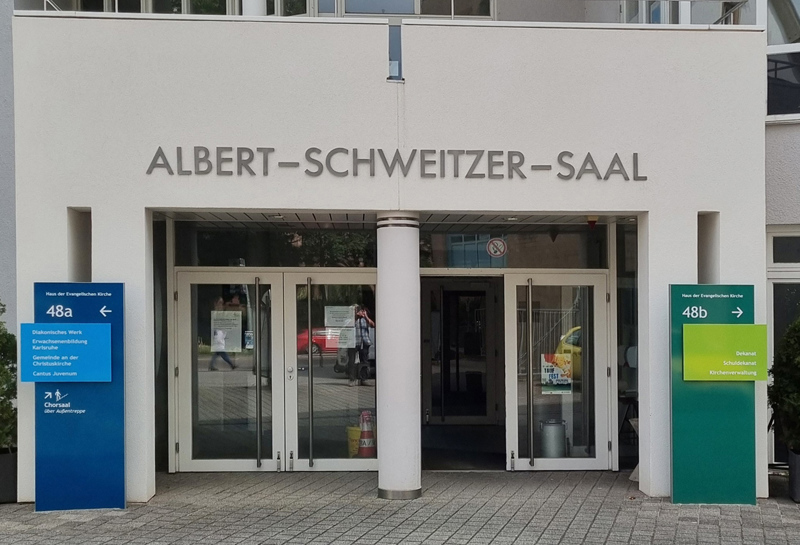 ALBERT-SCHWEITZER-SAAL
Haus der Evangelischen Kirche
48a ←
Diakonisches Werk
Erwachsenenbildung
Karlsruhe
Gemeinde an der
Christuskirche
Cantus Juvenum
Chorsaal
über Außentreppe
Haus der Evangelischen Kirche
48b →
Dekanat
Schuldekanat
Kirchenverwaltung
FEST